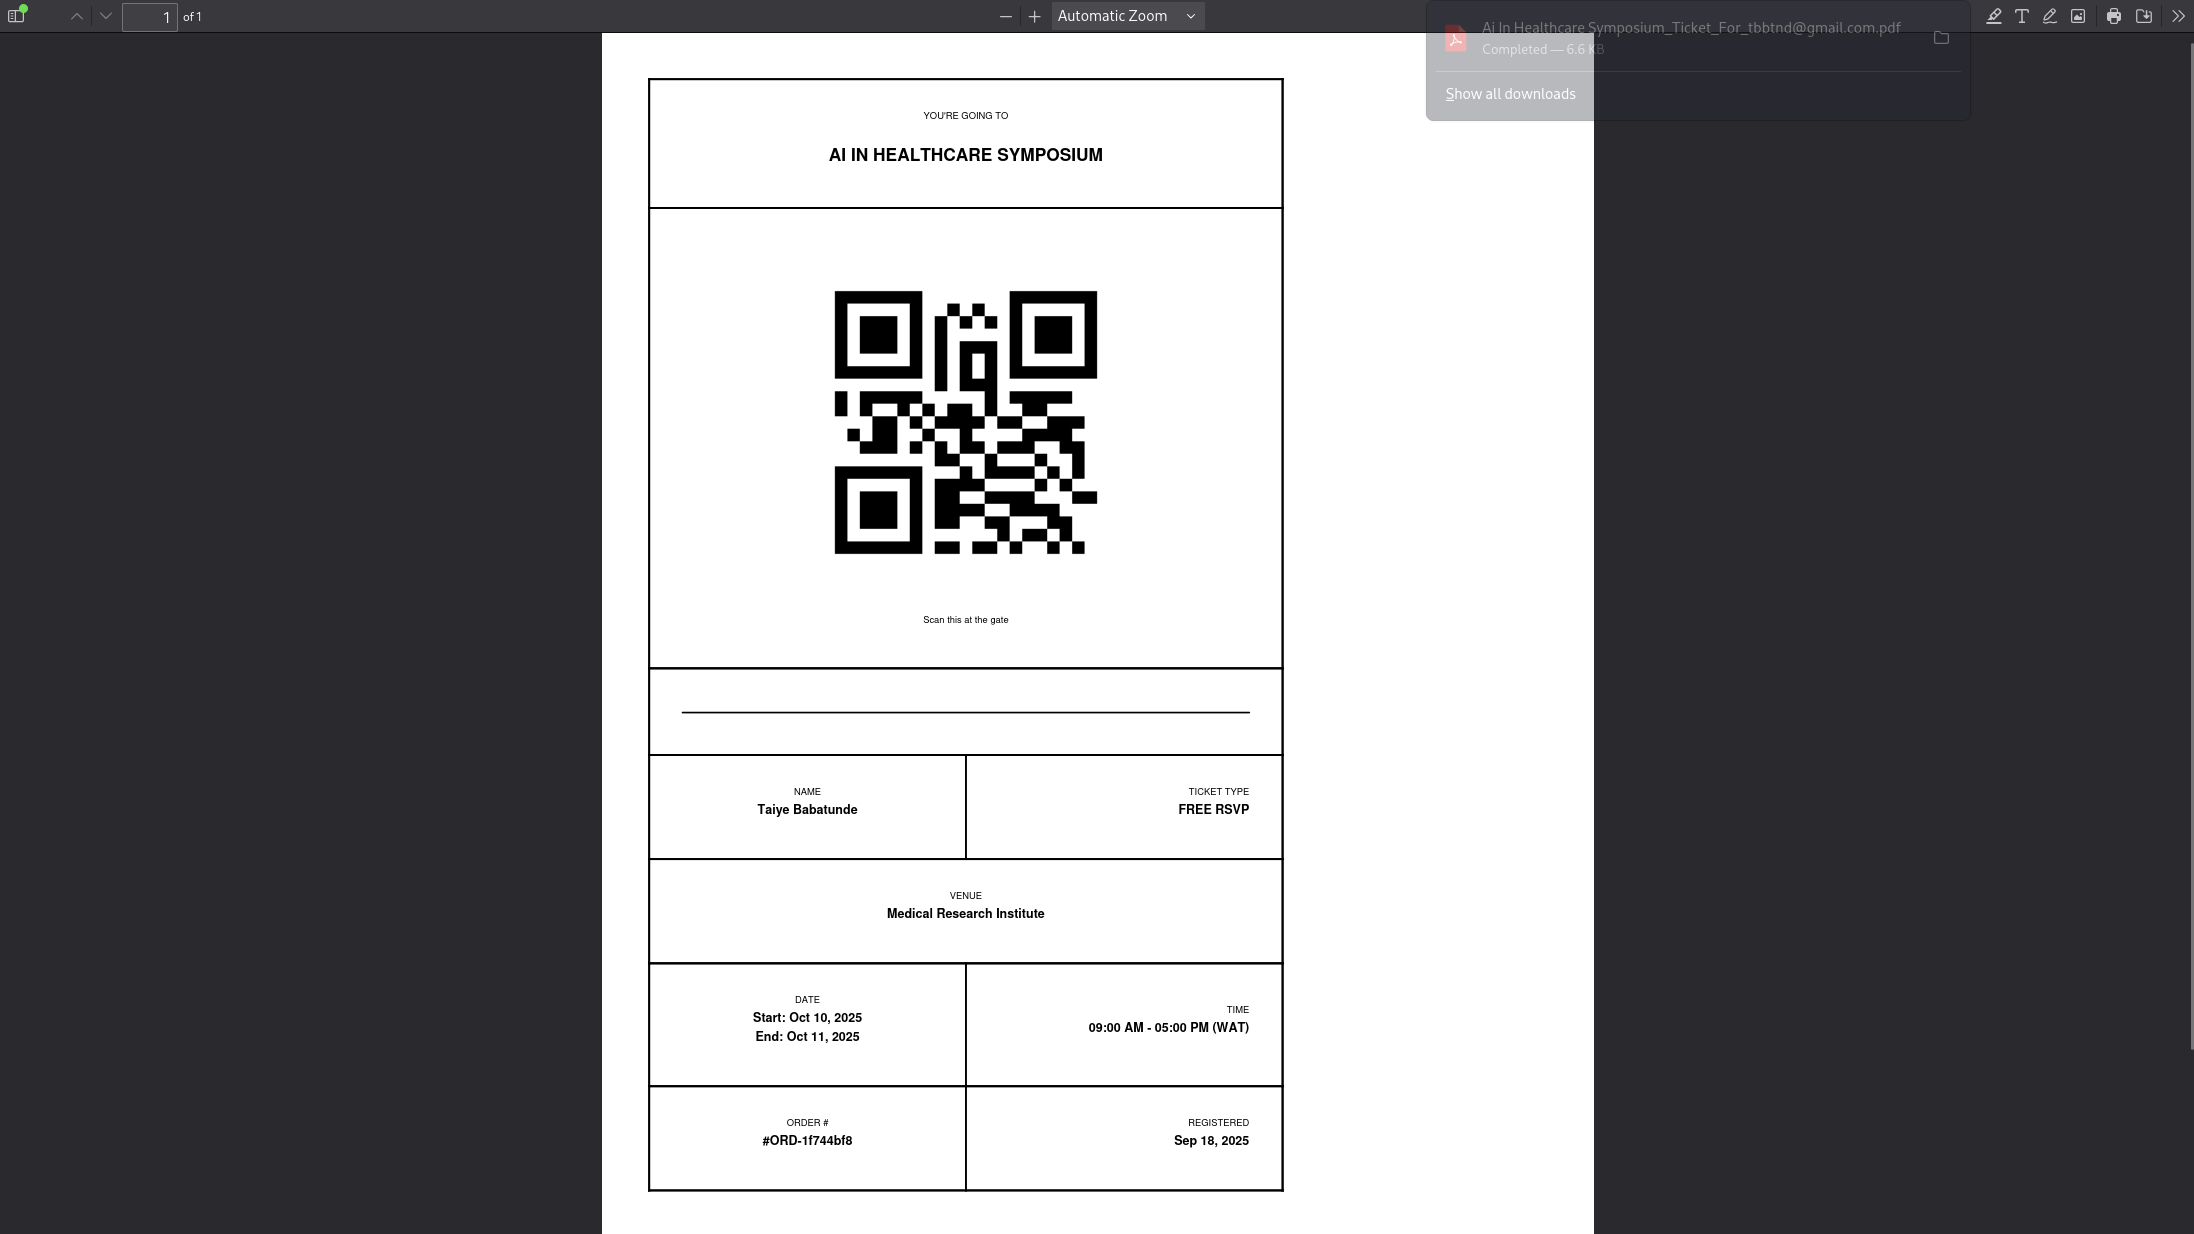 1 of 1
Automatic Zoom
Ai In Healthcare Symposium_Ticket_For_tbbtnd@gmail.com.pdf
Completed — 6.6 KB
Show all downloads
YOU'RE GOING TO
AI IN HEALTHCARE SYMPOSIUM
Scan this at the gate
NAME
Taiye Babatunde
TICKET TYPE
FREE RSVP
VENUE
Medical Research Institute
DATE
Start: Oct 10, 2025
End: Oct 11, 2025
TIME
09:00 AM - 05:00 PM (WAT)
ORDER #
#ORD-1f744bf8
REGISTERED
Sep 18, 2025